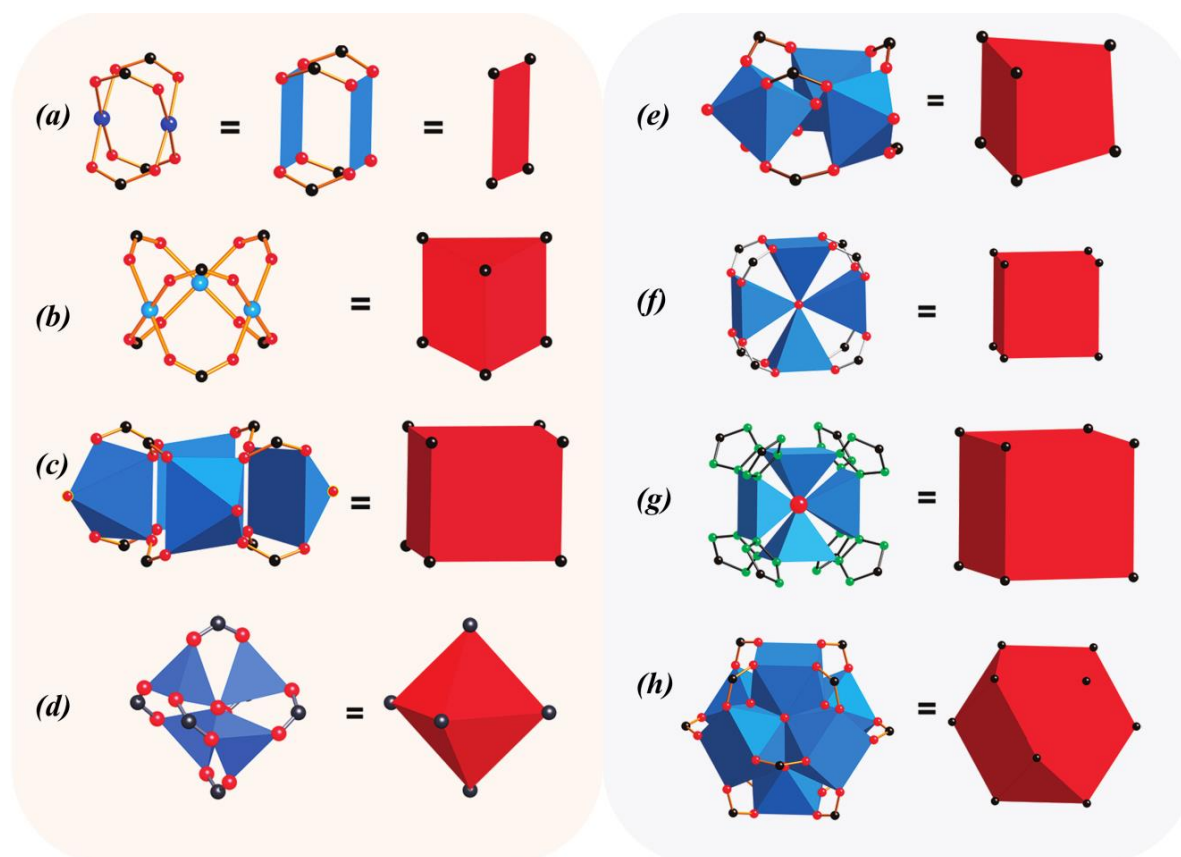 (a) = =
(b) =
(c) =
(d) =
(e) =
(f) =
(g) =
(h) =